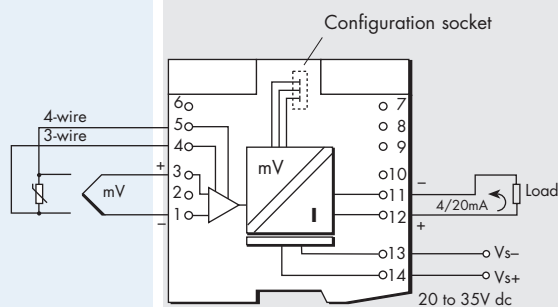 Configuration socket
6
7
4-wire
5
8
3-wire
4
9
+
3
mV
10
mV
2
11
−
Load
1
I
12
4/20mA
−
+
13
Vs−
14
Vs+
20 to 35V dc